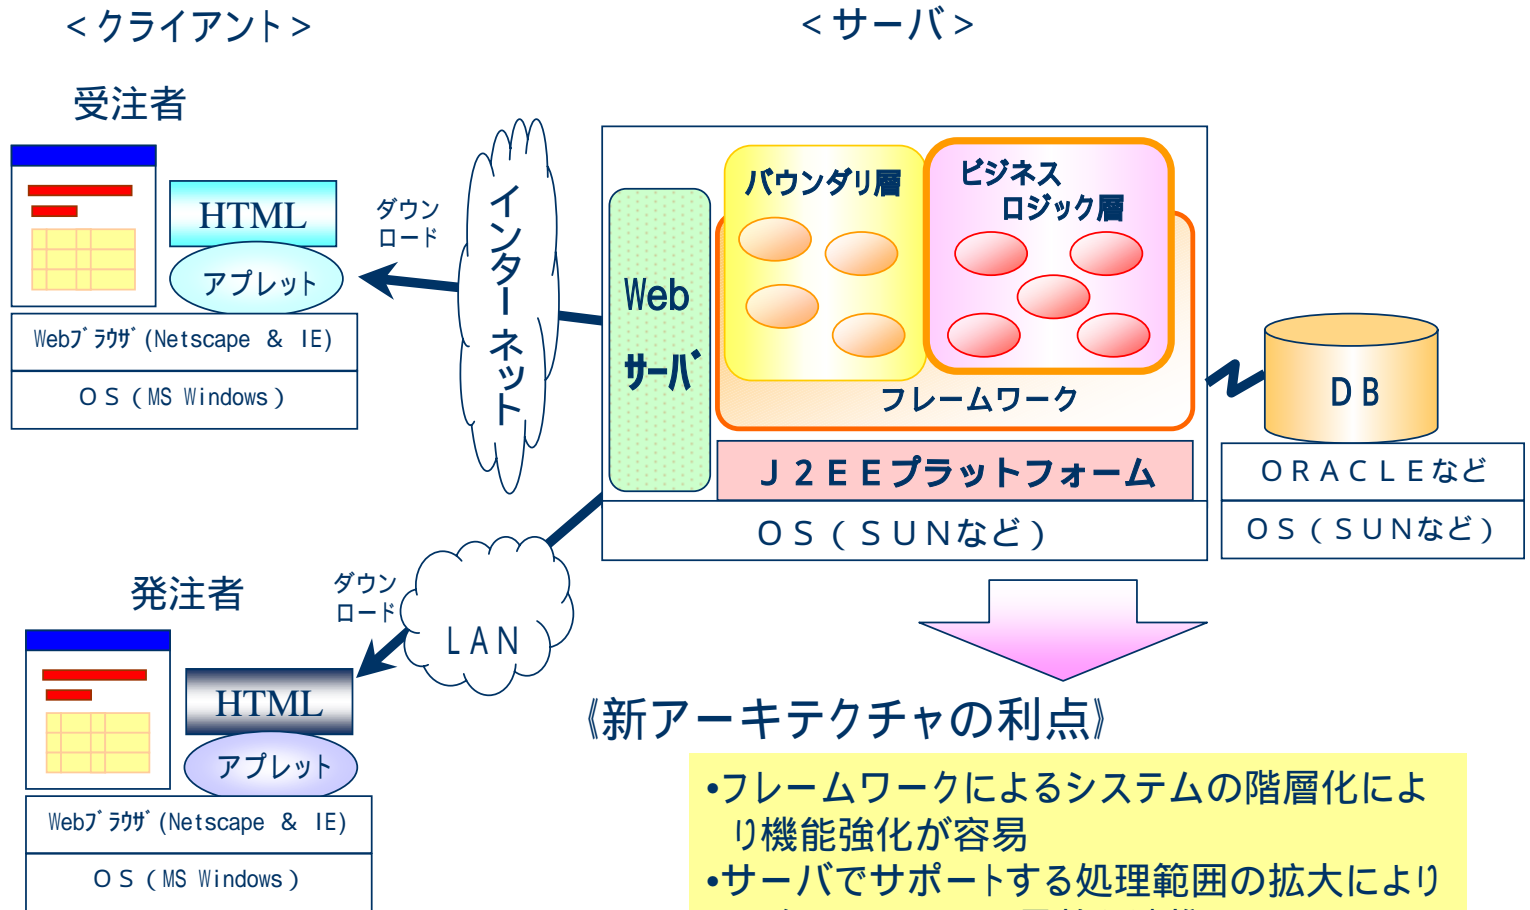 <クライアント>
<サーバ>
受注者
HTML
アプレット
Webﾌﾞﾗｳｻﾞ(Netscape & IE)
ＯＳ（MS Windows）
ダウン
ロード
インターネット
Web
サーバ
バウンダリ層
ビジネス
ロジック層
フレームワーク
Ｊ２ＥＥプラットフォーム
ＯＳ（ＳＵＮなど）
ＤＢ
ＯＲＡＣＬＥなど
ＯＳ（ＳＵＮなど）
発注者
HTML
アプレット
Webﾌﾞﾗｳｻﾞ(Netscape & IE)
ＯＳ（MS Windows）
ダウン
ロード
ＬＡＮ
《新アーキテクチャの利点》
•フレームワークによるシステムの階層化によ
り機能強化が容易
•サーバでサポートする処理範囲の拡大により